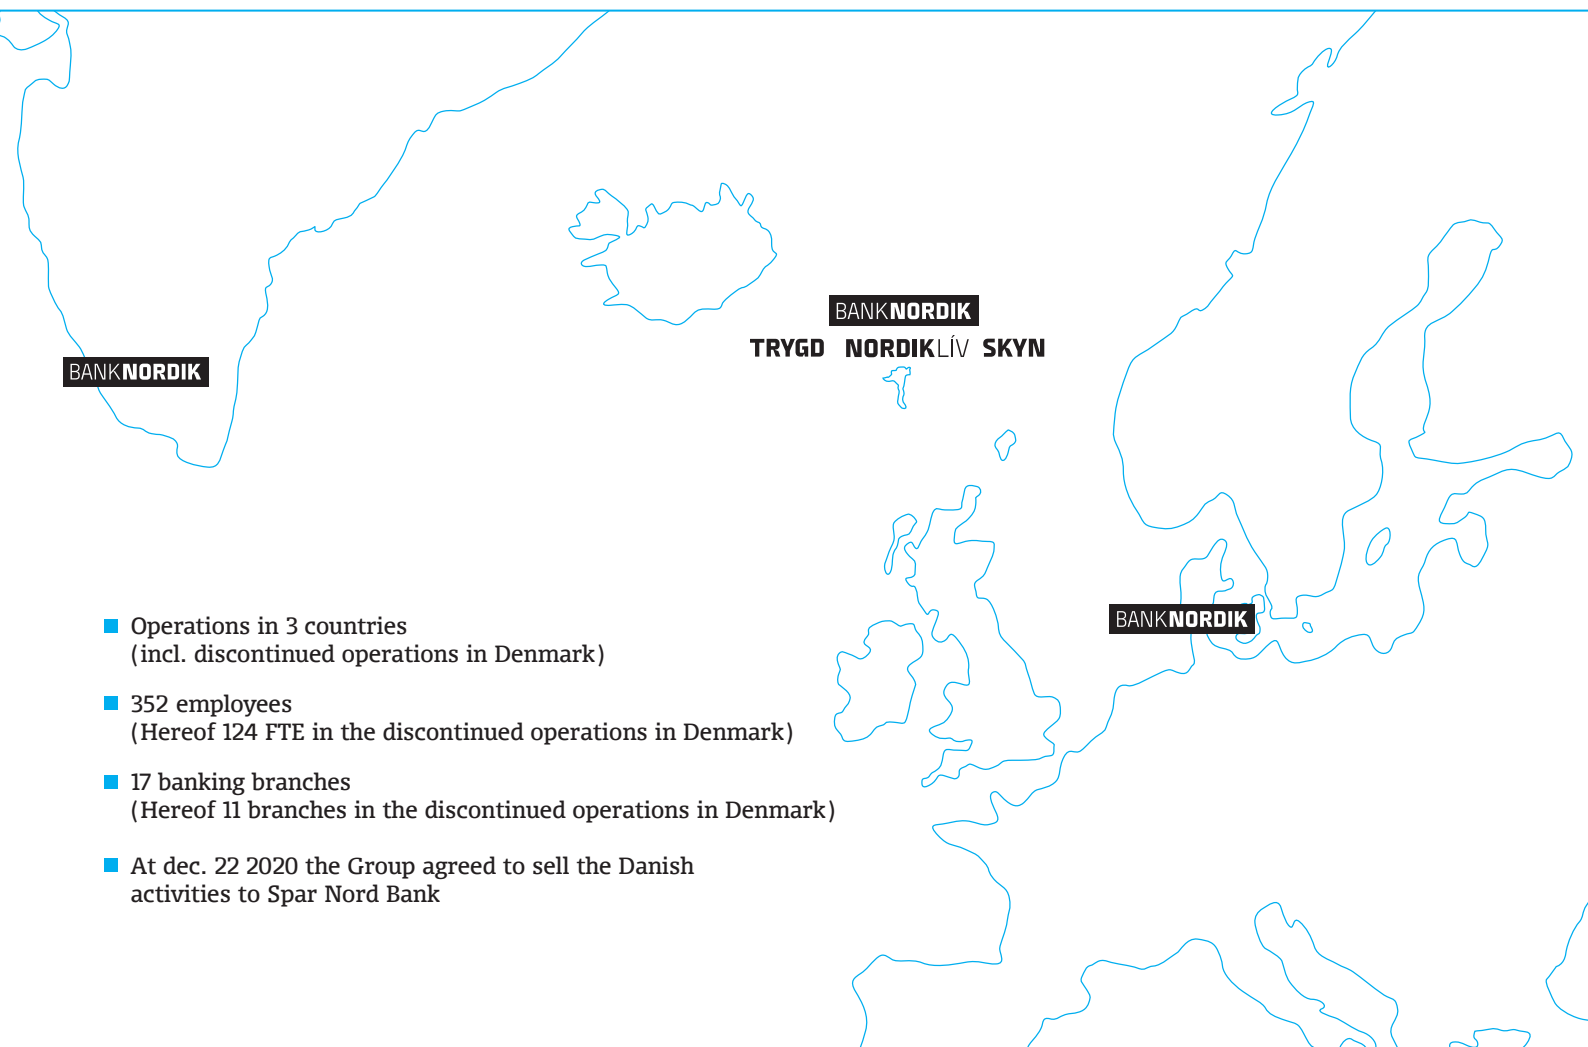 BANKNORDIK
TRYGD NORDIKLÍV SKYN
BANKNORDIK
BANKNORDIK
Operations in 3 countries
(incl. discontinued operations in Denmark)
352 employees
(Hereof 124 FTE in the discontinued operations in Denmark)
17 banking branches
(Hereof 11 branches in the discontinued operations in Denmark)
At dec. 22 2020 the Group agreed to sell the Danish
activities to Spar Nord Bank